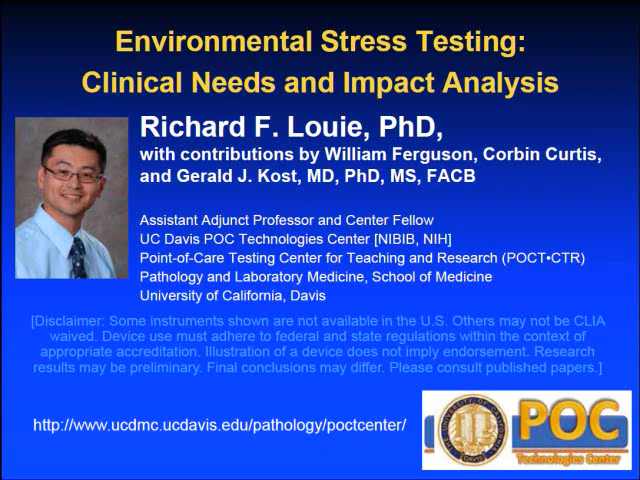 Environmental Stress Testing:
Clinical Needs and Impact Analysis
Richard F. Louie, PhD,
with contributions by William Ferguson, Corbin Curtis,
and Gerald J. Kost, MD, PhD, MS, FACB
Assistant Adjunct Professor and Center Fellow
UC Davis POC Technologies Center [NIBIB, NIH]
Point-of-Care Testing Center for Teaching and Research (POCT•CTR)
Pathology and Laboratory Medicine, School of Medicine
University of California, Davis
[Disclaimer: Some instruments shown are not available in the U.S. Others may not be CLIA
waived. Device use must adhere to federal and state regulations within the context of
appropriate accreditation. Illustration of a device does not imply endorsement. Research
results may be preliminary. Final conclusions may differ. Please consult published papers.]
http://www.ucdmc.ucdavis.edu/pathology/poctcenter/
POC
Technologies Center